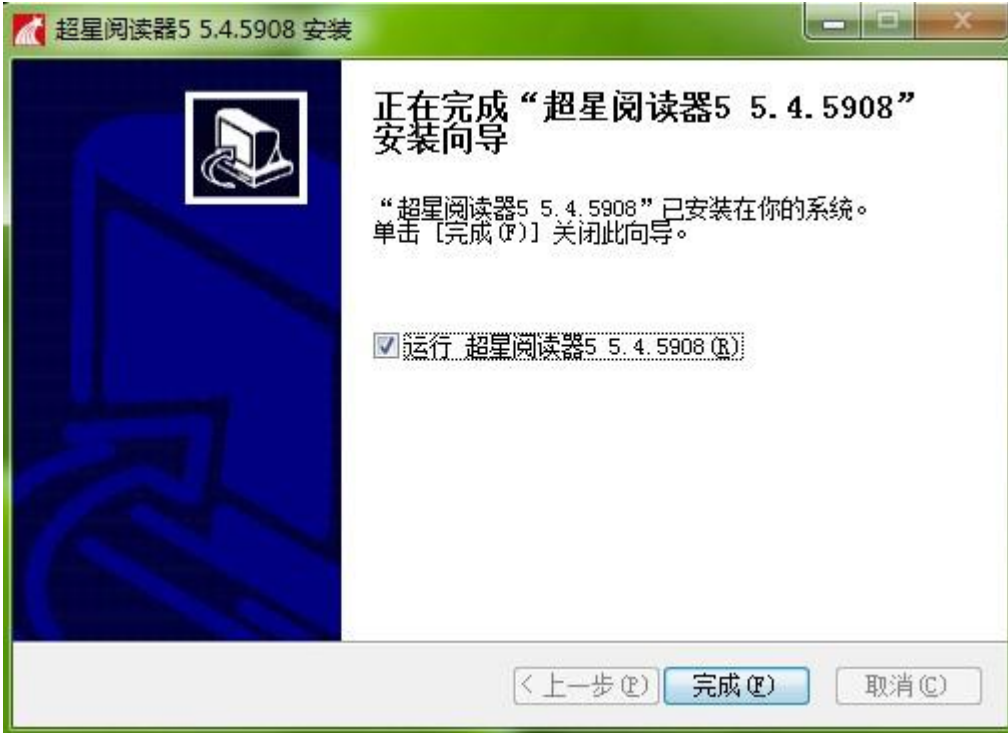 超星阅读器5 5.4.5908 安装
正在完成“超星阅读器5 5.4.5908”
安装向导
“超星阅读器5 5.4.5908”已安装在你的系统。
单击 [完成(F)] 关闭此向导。
运行 超星阅读器5 5.4.5908(R)
< 上一步(P)
完成(F)
取消(C)